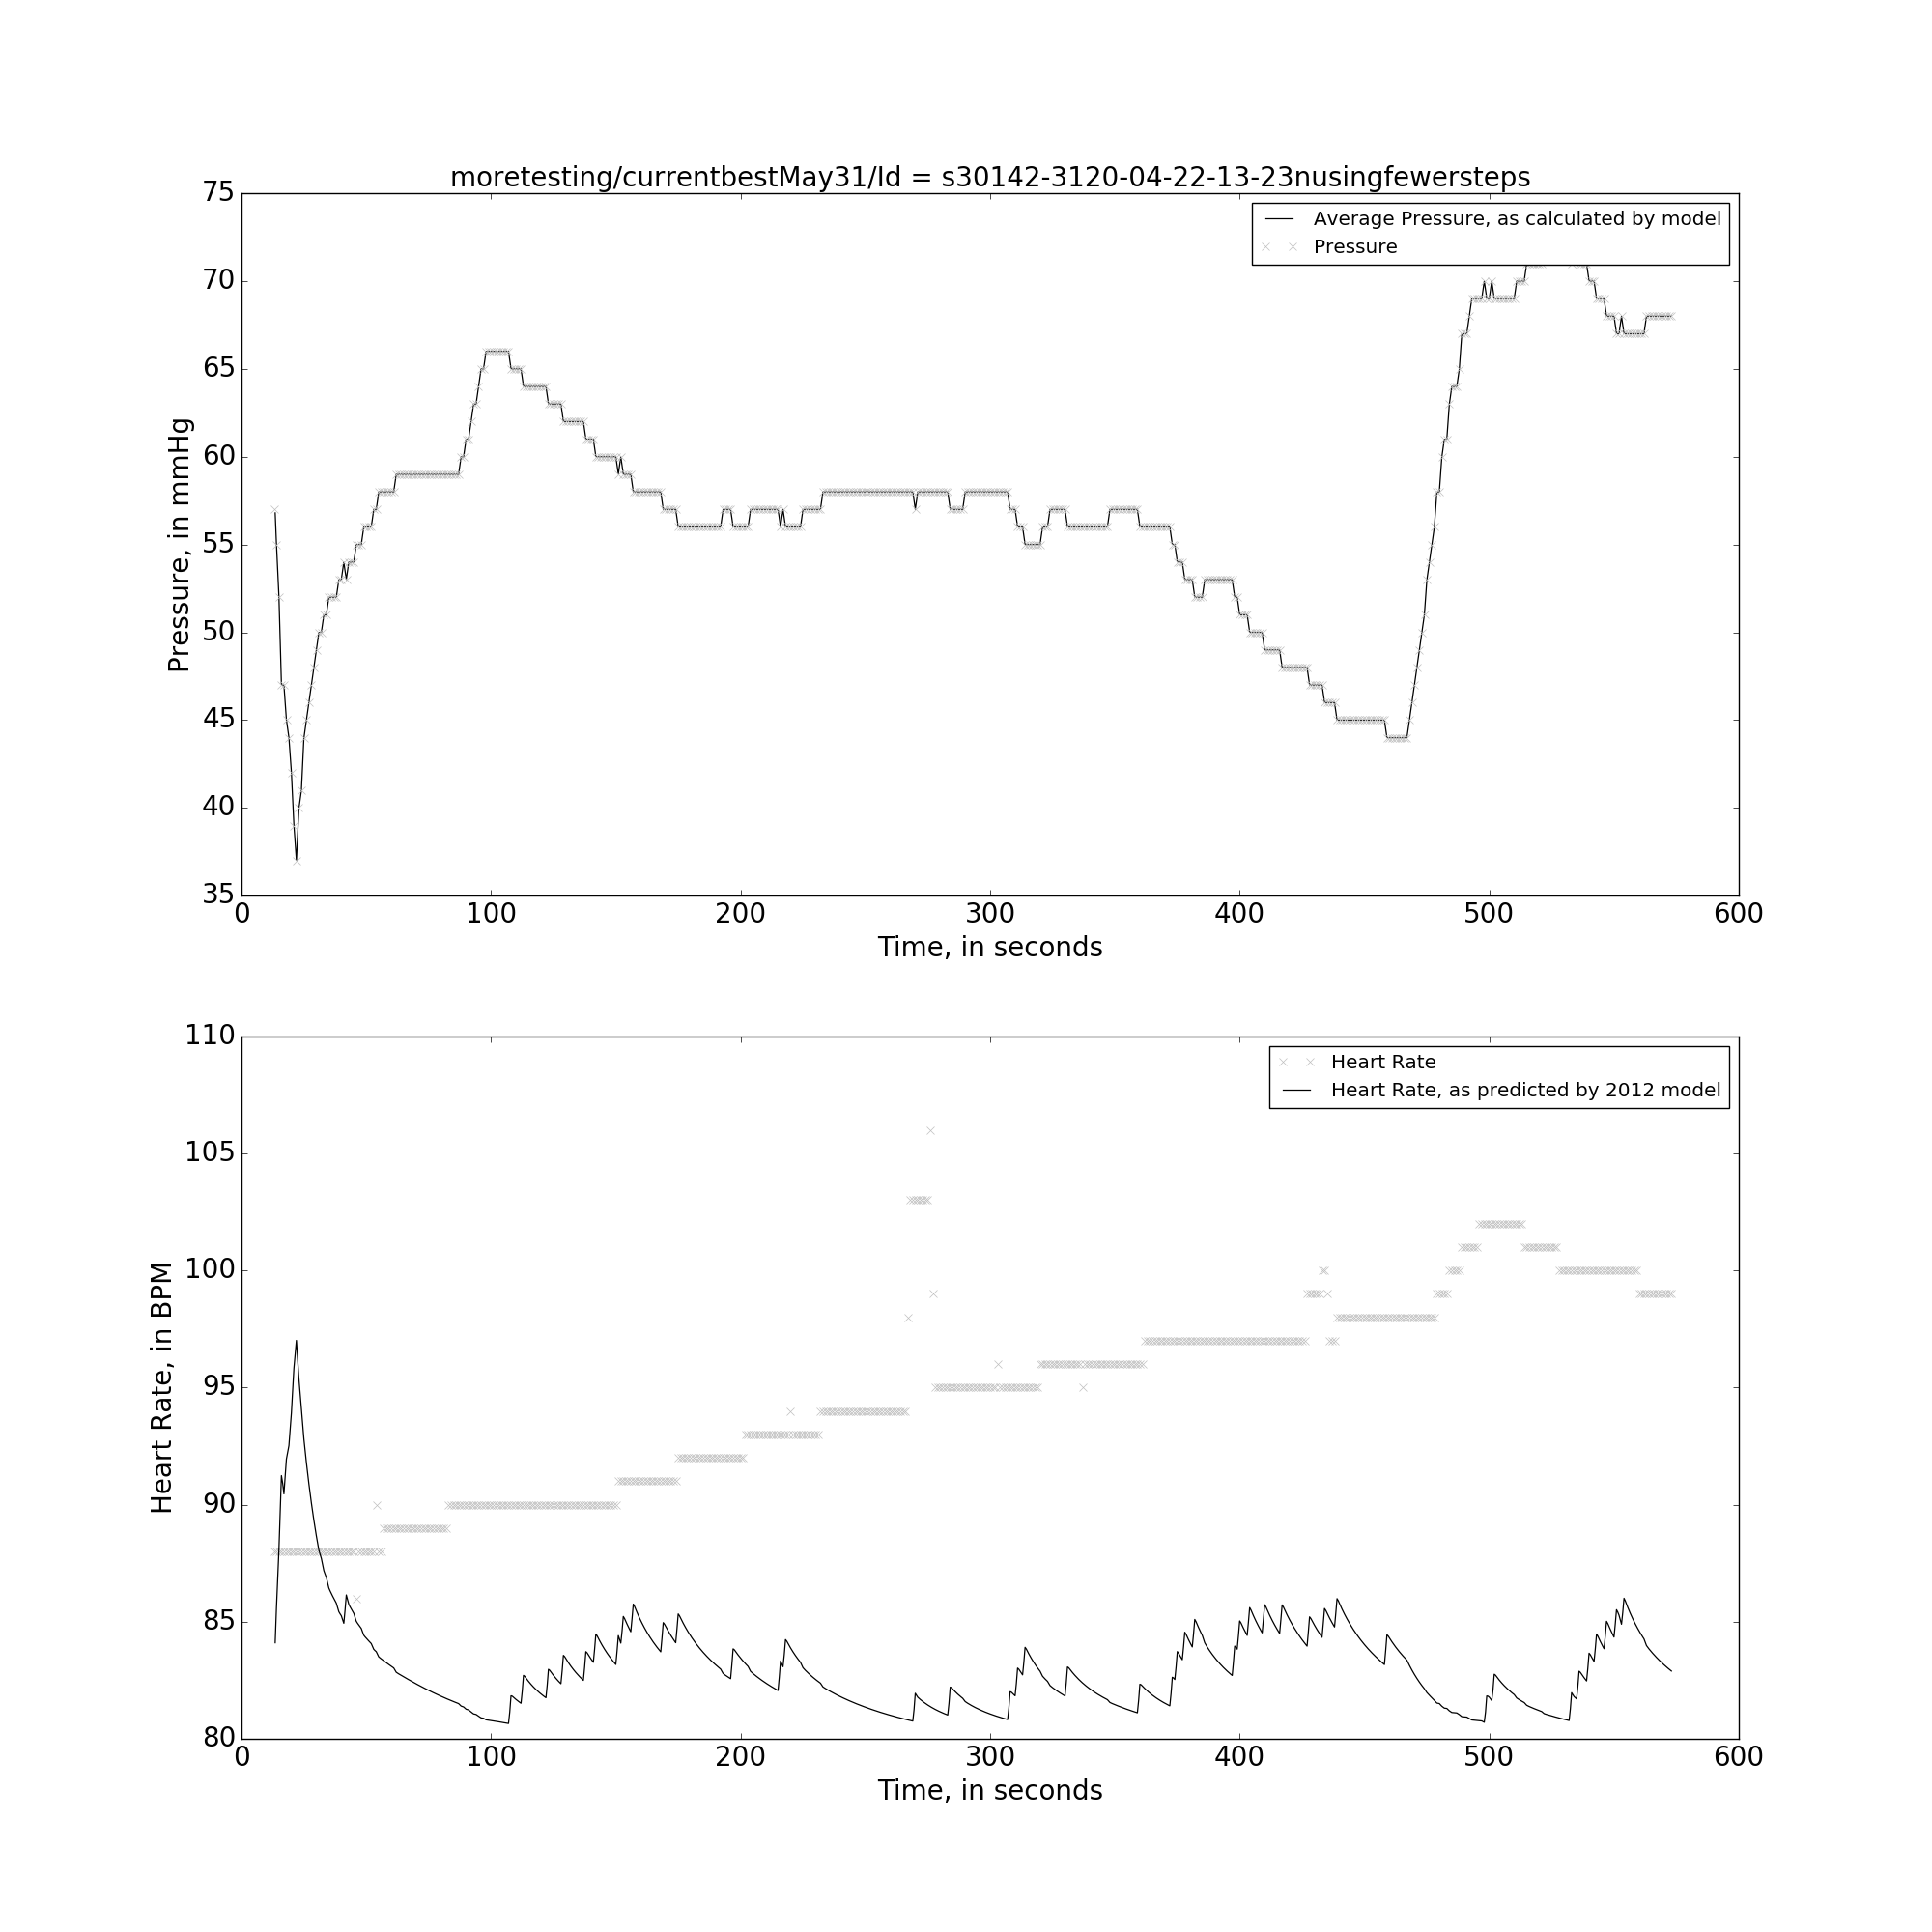 moretesting/currentbestMay31/Id = s30142-3120-04-22-13-23nusingfewersteps
75
70
65
60
55
50
45
40
35
Pressure, in mmHg
Average Pressure, as calculated by model
Pressure
0 100 200 300 400 500 600
Time, in seconds
110
105
100
95
90
85
80
Heart Rate, in BPM
Heart Rate
Heart Rate, as predicted by 2012 model
0 100 200 300 400 500 600
Time, in seconds